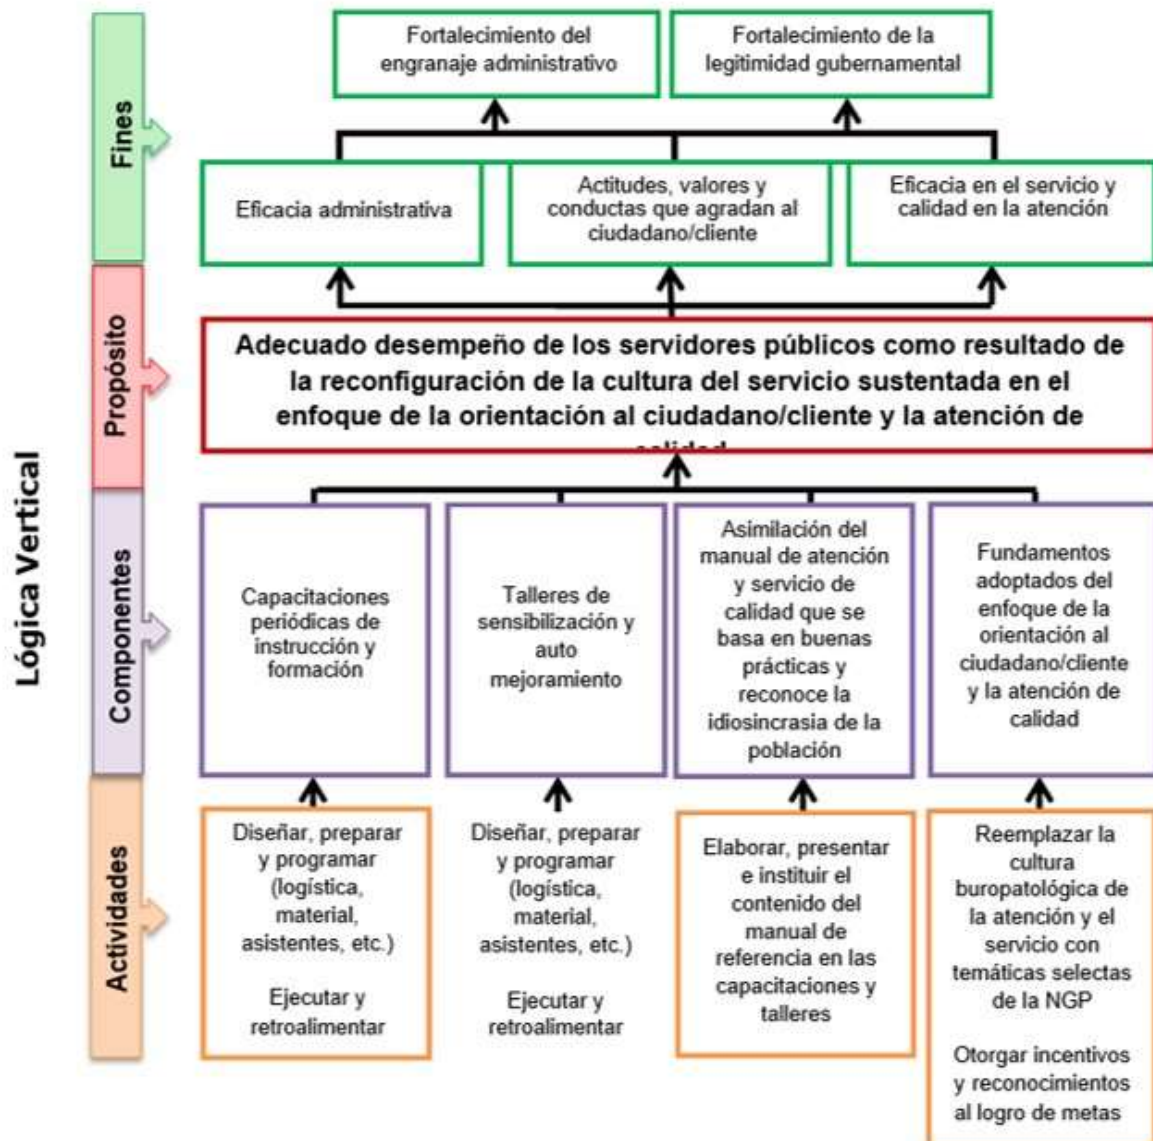 Lógica Vertical
Fines
Fortalecimiento del
engranaje administrativo
Fortalecimiento de la
legitimidad gubernamental
Eficacia administrativa
Actitudes, valores y
conductas que agradan al
ciudadano/cliente
Eficacia en el servicio y
calidad en la atención
Propósito
Adecuado desempeño de los servidores públicos como resultado de
la reconfiguración de la cultura del servicio sustentada en el
enfoque de la orientación al ciudadano/cliente y la atención de
Componentes
Capacitaciones
periódicas de
instrucción y
formación
Talleres de
sensibilización y
auto
mejoramiento
Asimilación del
manual de atención
y servicio de
calidad que se
basa en buenas
prácticas y
reconoce la
idiosincrasia de la
población
Fundamentos
adoptados del
enfoque de la
orientación al
ciudadano/cliente
y la atención de
calidad
Actividades
Diseñar, preparar
y programar
(logística,
material,
asistentes, etc.)
Ejecutar y
retroalimentar
Diseñar, preparar
y programar
(logística,
material,
asistentes, etc.)
Ejecutar y
retroalimentar
Elaborar, presentar
e instituir el
contenido del
manual de
referencia en las
capacitaciones y
talleres
Reemplazar la
cultura
buropatológica de
la atención y el
servicio con
temáticas selectas
de la NGP
Otorgar incentivos
y reconocimientos
al logro de metas